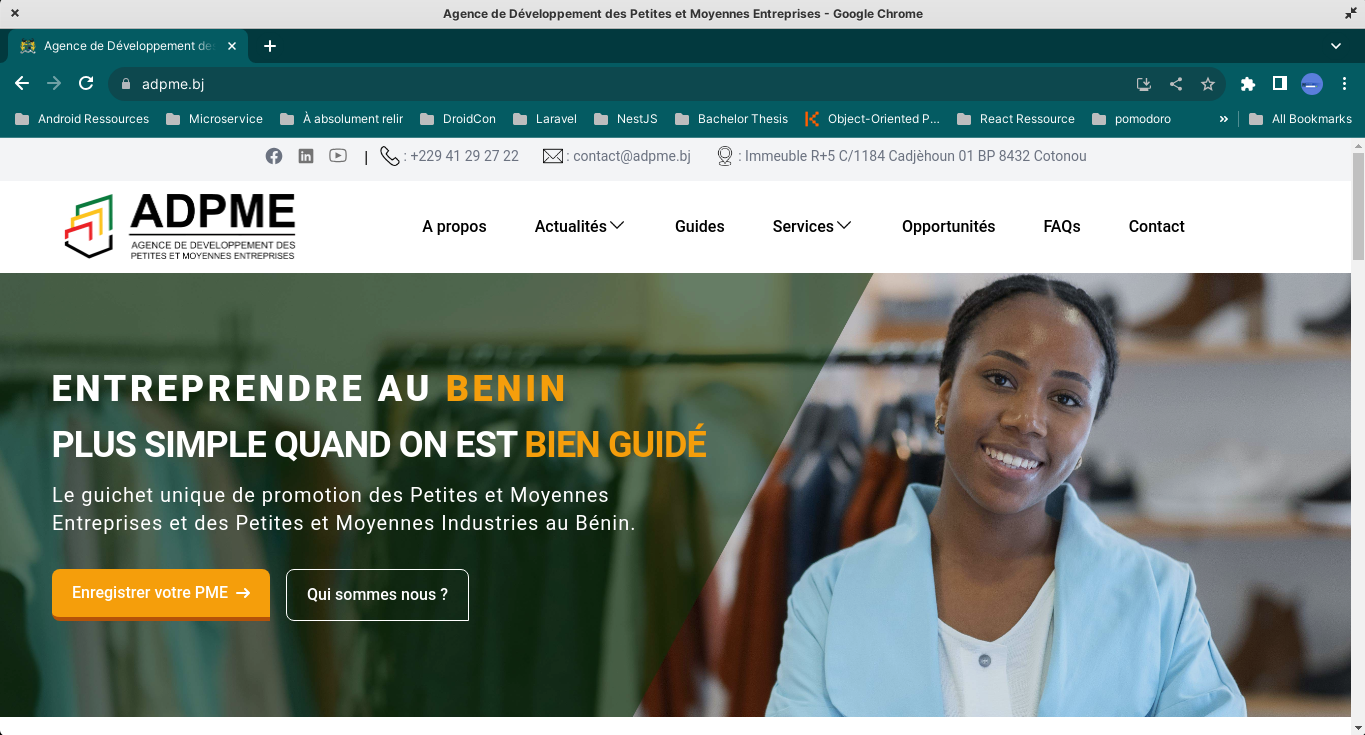 Agence de Développement des Petites et Moyennes Entreprises - Google Chrome
Agence de Développement de
adpme.bj
Android Ressources
Microservice
À absolument relir
DroidCon
Laravel
NestJS
Bachelor Thesis
Object-Oriented P...
React Ressource
pomodoro
»
All Bookmarks
| : +229 41 29 27 22 : contact@adpme.bj : Immeuble R+5 C/1184 Cadjèhoun 01 BP 8432 Cotonou
ADPME
AGENCE DE DEVELOPPEMENT DES
PETITES ET MOYENNES ENTREPRISES
A propos
Actualités
Guides
Services
Opportunités
FAQs
Contact
ENTREPRENDRE AU BENIN
PLUS SIMPLE QUAND ON EST BIEN GUIDÉ
Le guichet unique de promotion des Petites et Moyennes
Entreprises et des Petites et Moyennes Industries au Bénin.
Enregistrer votre PME →
Qui sommes nous ?